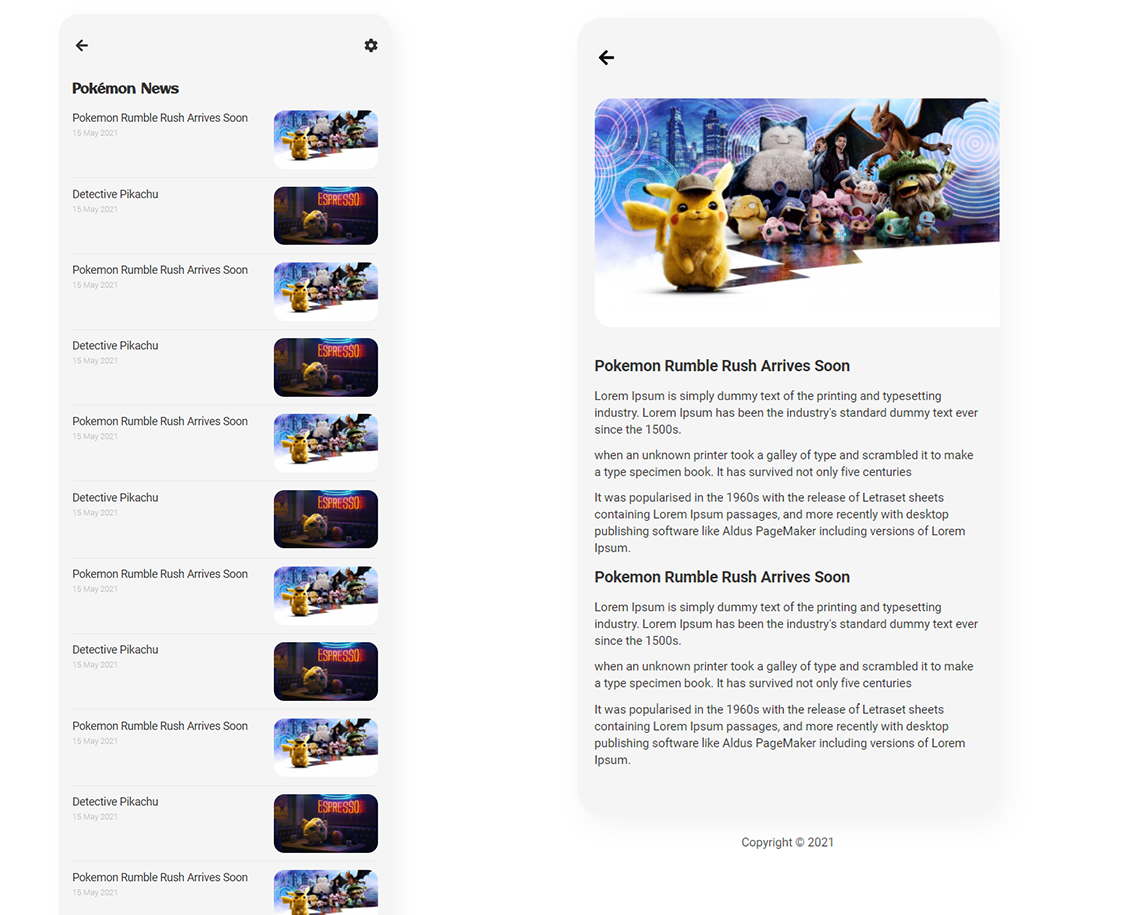 Pokémon News
Pokemon Rumble Rush Arrives Soon
15 May 2021
Detective Pikachu
15 May 2021
ESPRESSO
Pokemon Rumble Rush Arrives Soon
15 May 2021
Detective Pikachu
15 May 2021
ESPRESSO
Pokemon Rumble Rush Arrives Soon
15 May 2021
Detective Pikachu
15 May 2021
ESPRESSO
Pokemon Rumble Rush Arrives Soon
15 May 2021
Detective Pikachu
15 May 2021
ESPRESSO
Pokemon Rumble Rush Arrives Soon
15 May 2021
Detective Pikachu
15 May 2021
ESPRESSO
Pokemon Rumble Rush Arrives Soon
15 May 2021
Pokemon Rumble Rush Arrives Soon
Lorem Ipsum is simply dummy text of the printing and typesetting
industry. Lorem Ipsum has been the industry's standard dummy text ever
since the 1500s.
when an unknown printer took a galley of type and scrambled it to make
a type specimen book. It has survived not only five centuries
It was popularised in the 1960s with the release of Letraset sheets
containing Lorem Ipsum passages, and more recently with desktop
publishing software like Aldus PageMaker including versions of Lorem
Ipsum.
Pokemon Rumble Rush Arrives Soon
Lorem Ipsum is simply dummy text of the printing and typesetting
industry. Lorem Ipsum has been the industry's standard dummy text ever
since the 1500s.
when an unknown printer took a galley of type and scrambled it to make
a type specimen book. It has survived not only five centuries
It was popularised in the 1960s with the release of Letraset sheets
containing Lorem Ipsum passages, and more recently with desktop
publishing software like Aldus PageMaker including versions of Lorem
Ipsum.
Copyright © 2021